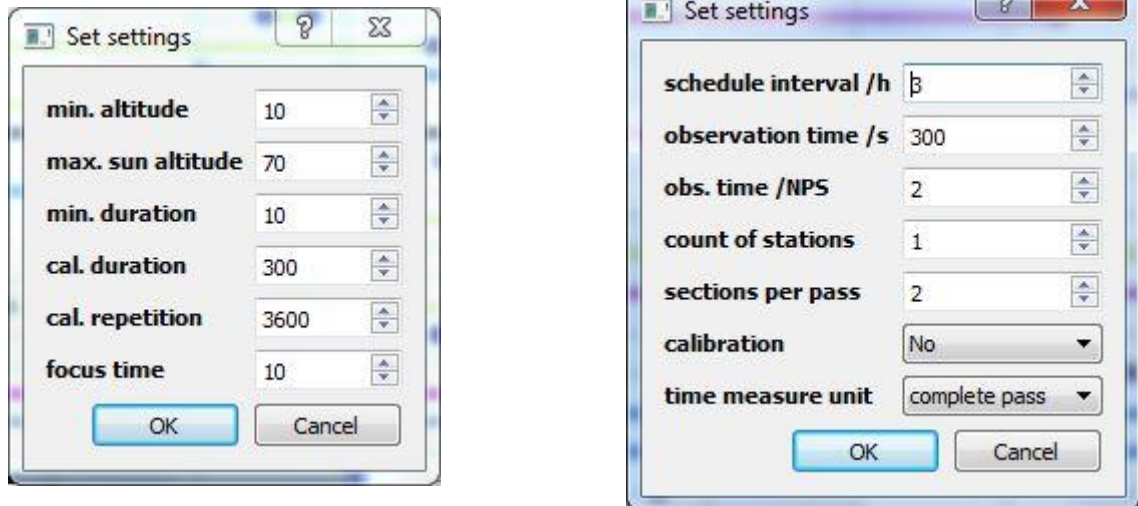 Set settings
min. altitude 10
max. sun altitude 70
min. duration 10
cal. duration 300
cal. repetition 3600
focus time 10
OK Cancel
Set settings
schedule interval /h 3
observation time /s 300
obs. time /NPS 2
count of stations 1
sections per pass 2
calibration No
time measure unit complete pass
OK Cancel